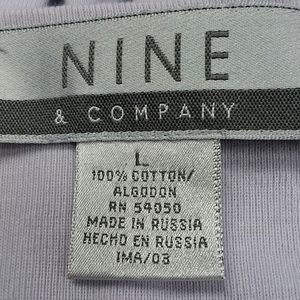 NINE
& COMPANY
L
100% COTTON/
ALGODON
RN 54050
MADE IN RUSSIA
HECHO EN RUSSIA
IMA/03